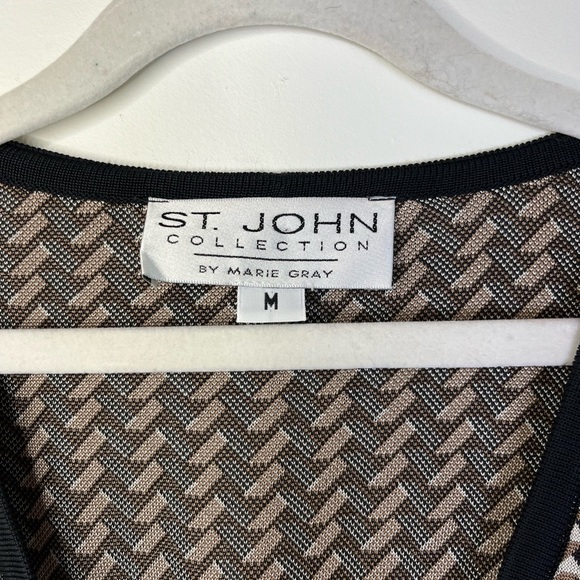 ST. JOHN
COLLECTION
BY MARIE GRAY
M